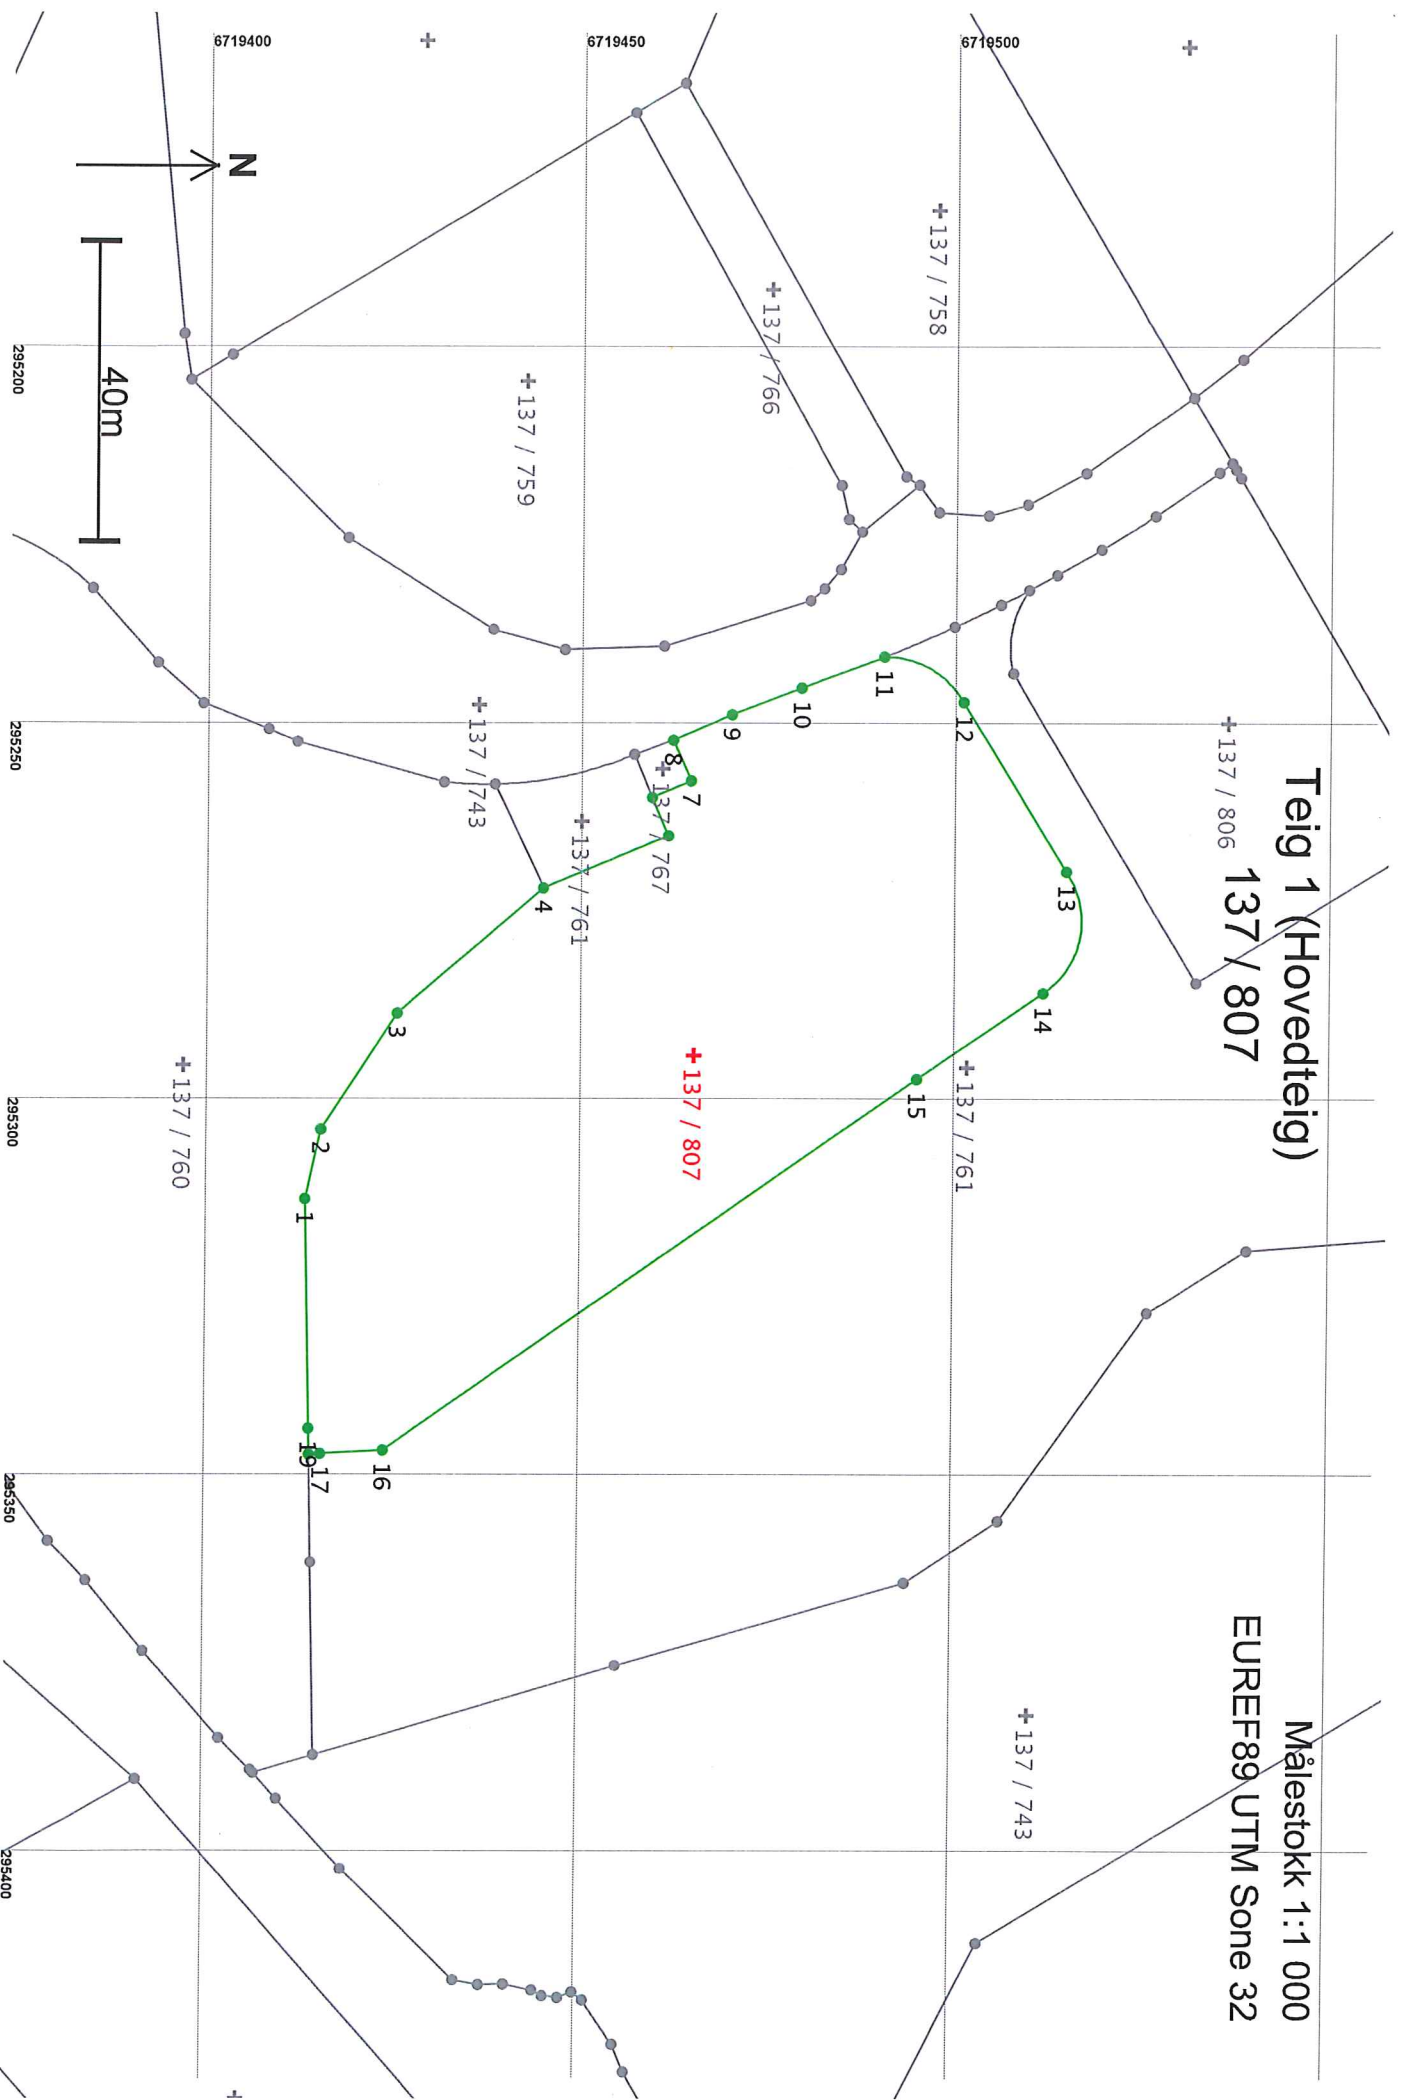 Teig 1 (Hovedteig)
137 / 807
Målestokk 1:1 000
EUREF89 UTM Sone 32
N
40m
6719400
6719450
6719500
295200
295250
295300
295350
295400
137 / 758
137 / 766
137 / 759
137 / 806
137 / 743
137 / 767
137 / 761
137 / 807
137 / 761
137 / 760
137 / 743
1
2
3
4
7
8
9
10
11
12
13
14
15
16
17
19